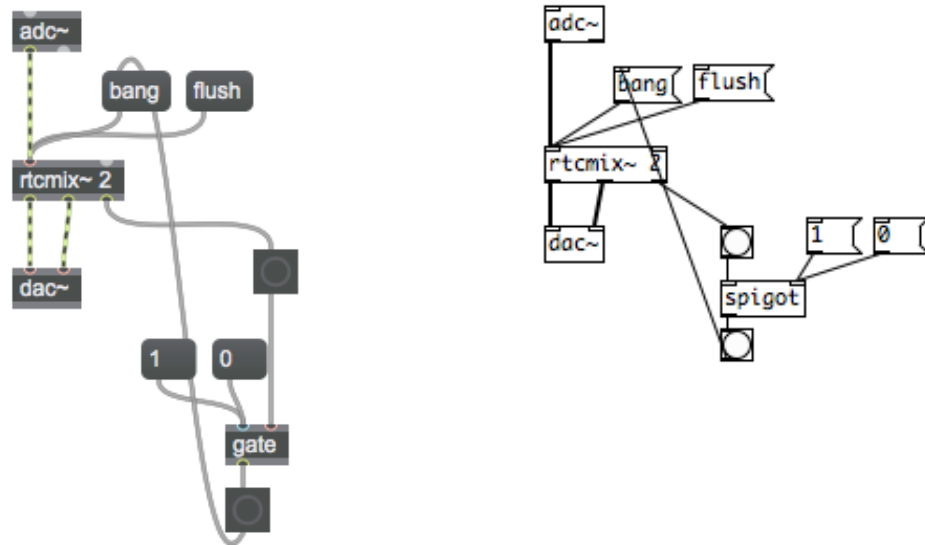 adc~
bang
flush
rtcmix~ 2
dac~
1
0
gate
adc~
bang
flush
rtcmix~ 2
dac~
1
0
spigot